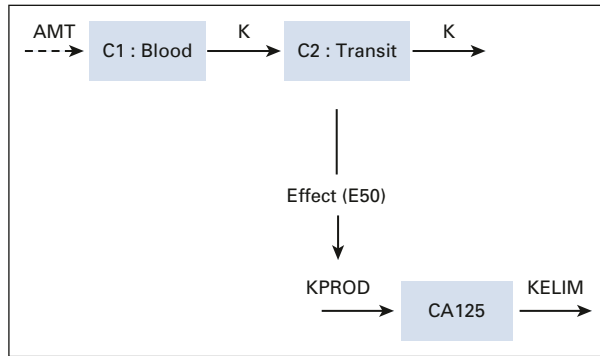 AMT
C1 : Blood
K
C2 : Transit
K
Effect (E50)
KPROD
CA125
KELIM